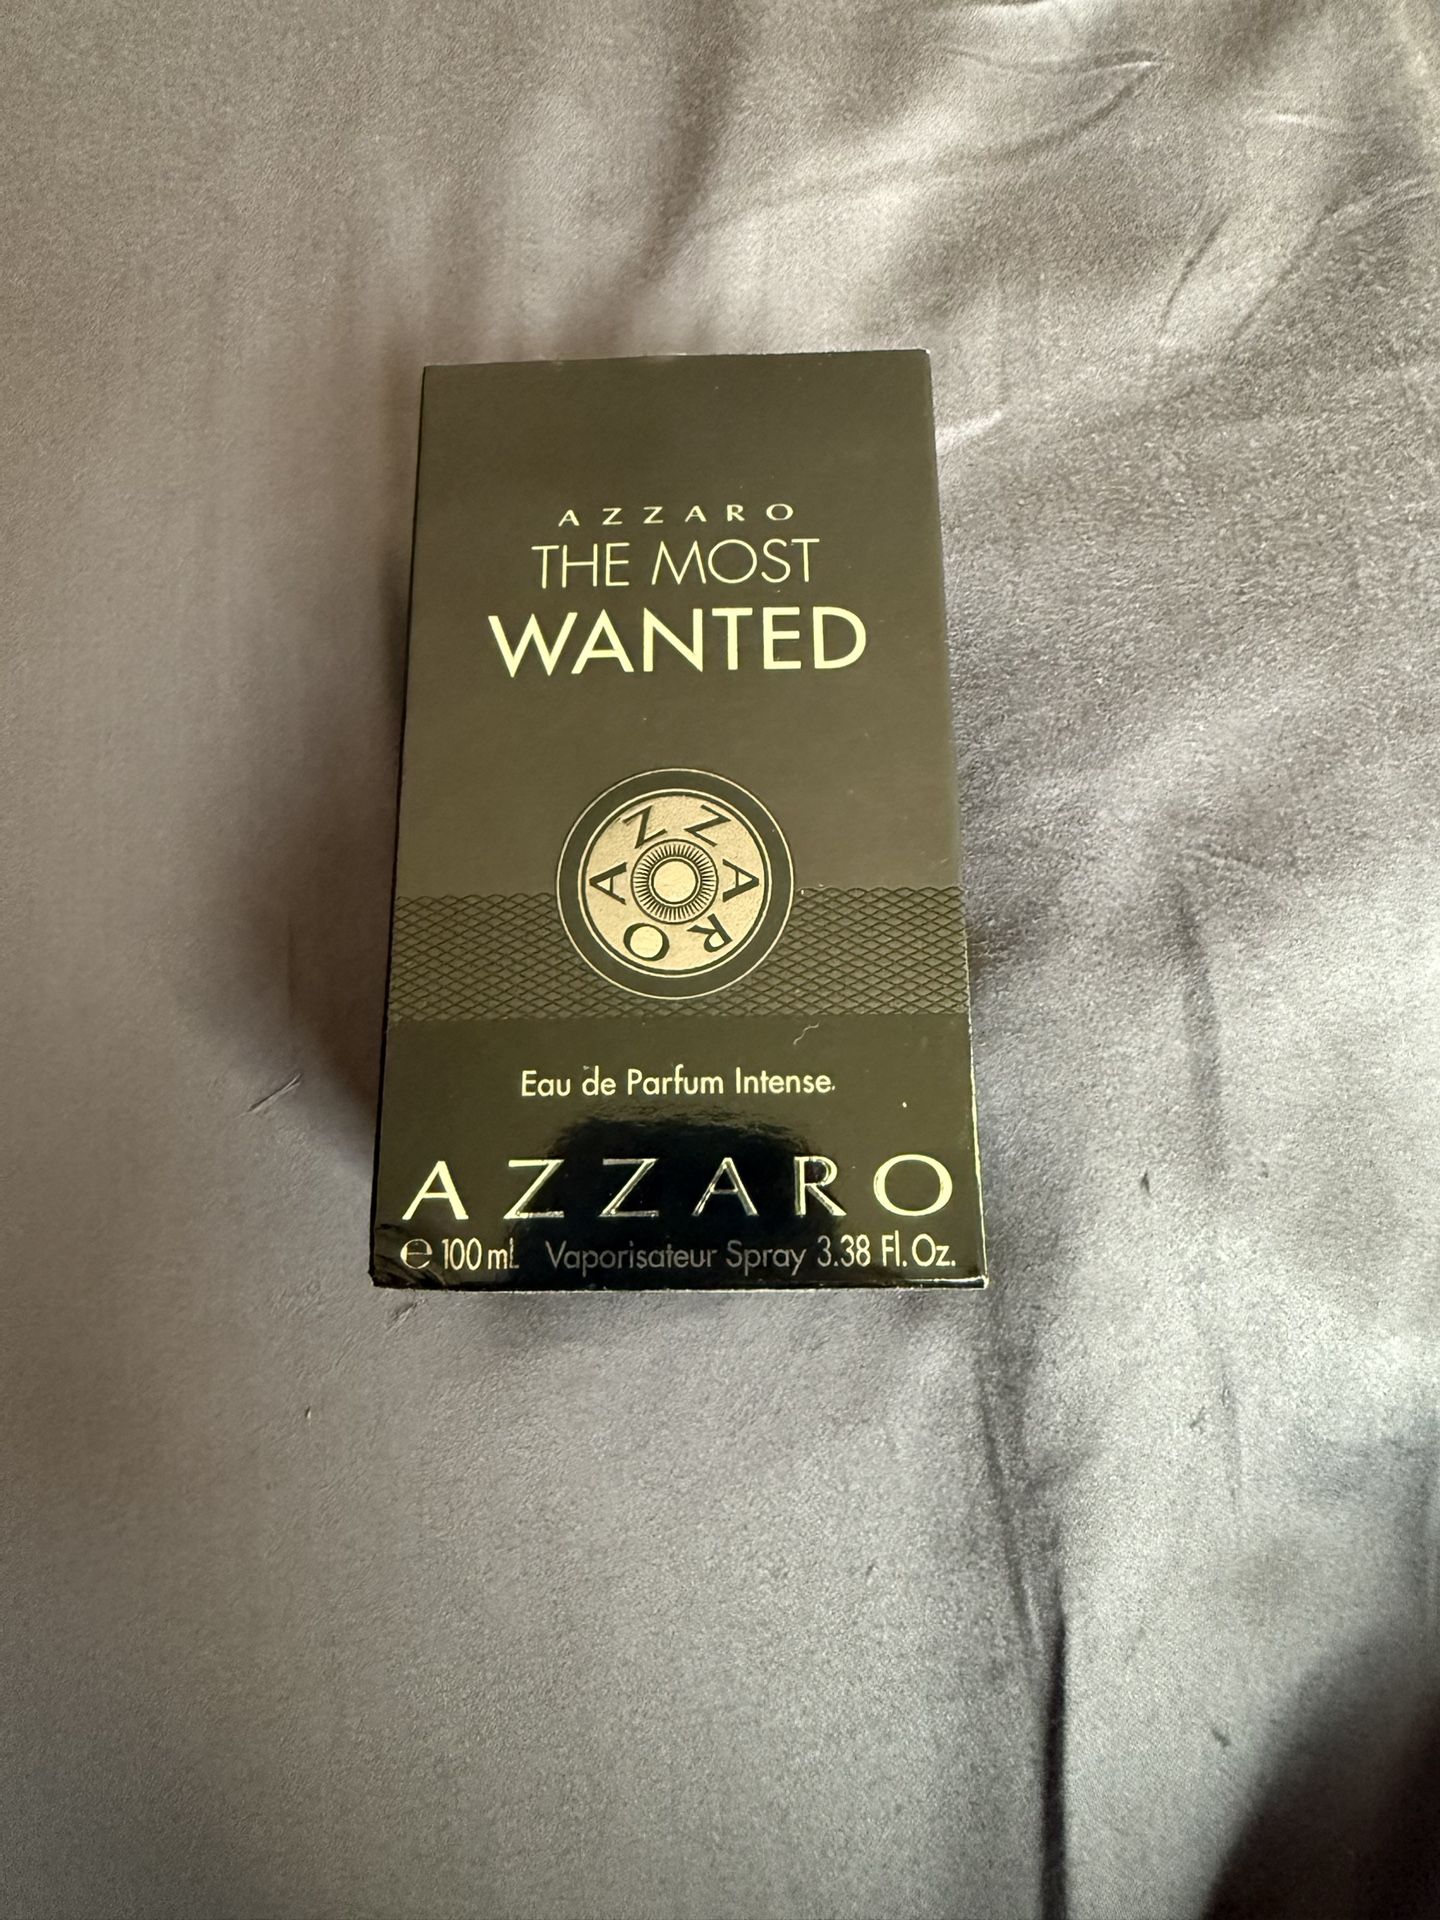 AZZARO
THE MOST
WANTED
AZZARO
Eau de Parfum Intense
AZZARO
℮ 100 mL Vaporisateur Spray 3.38 Fl. Oz.